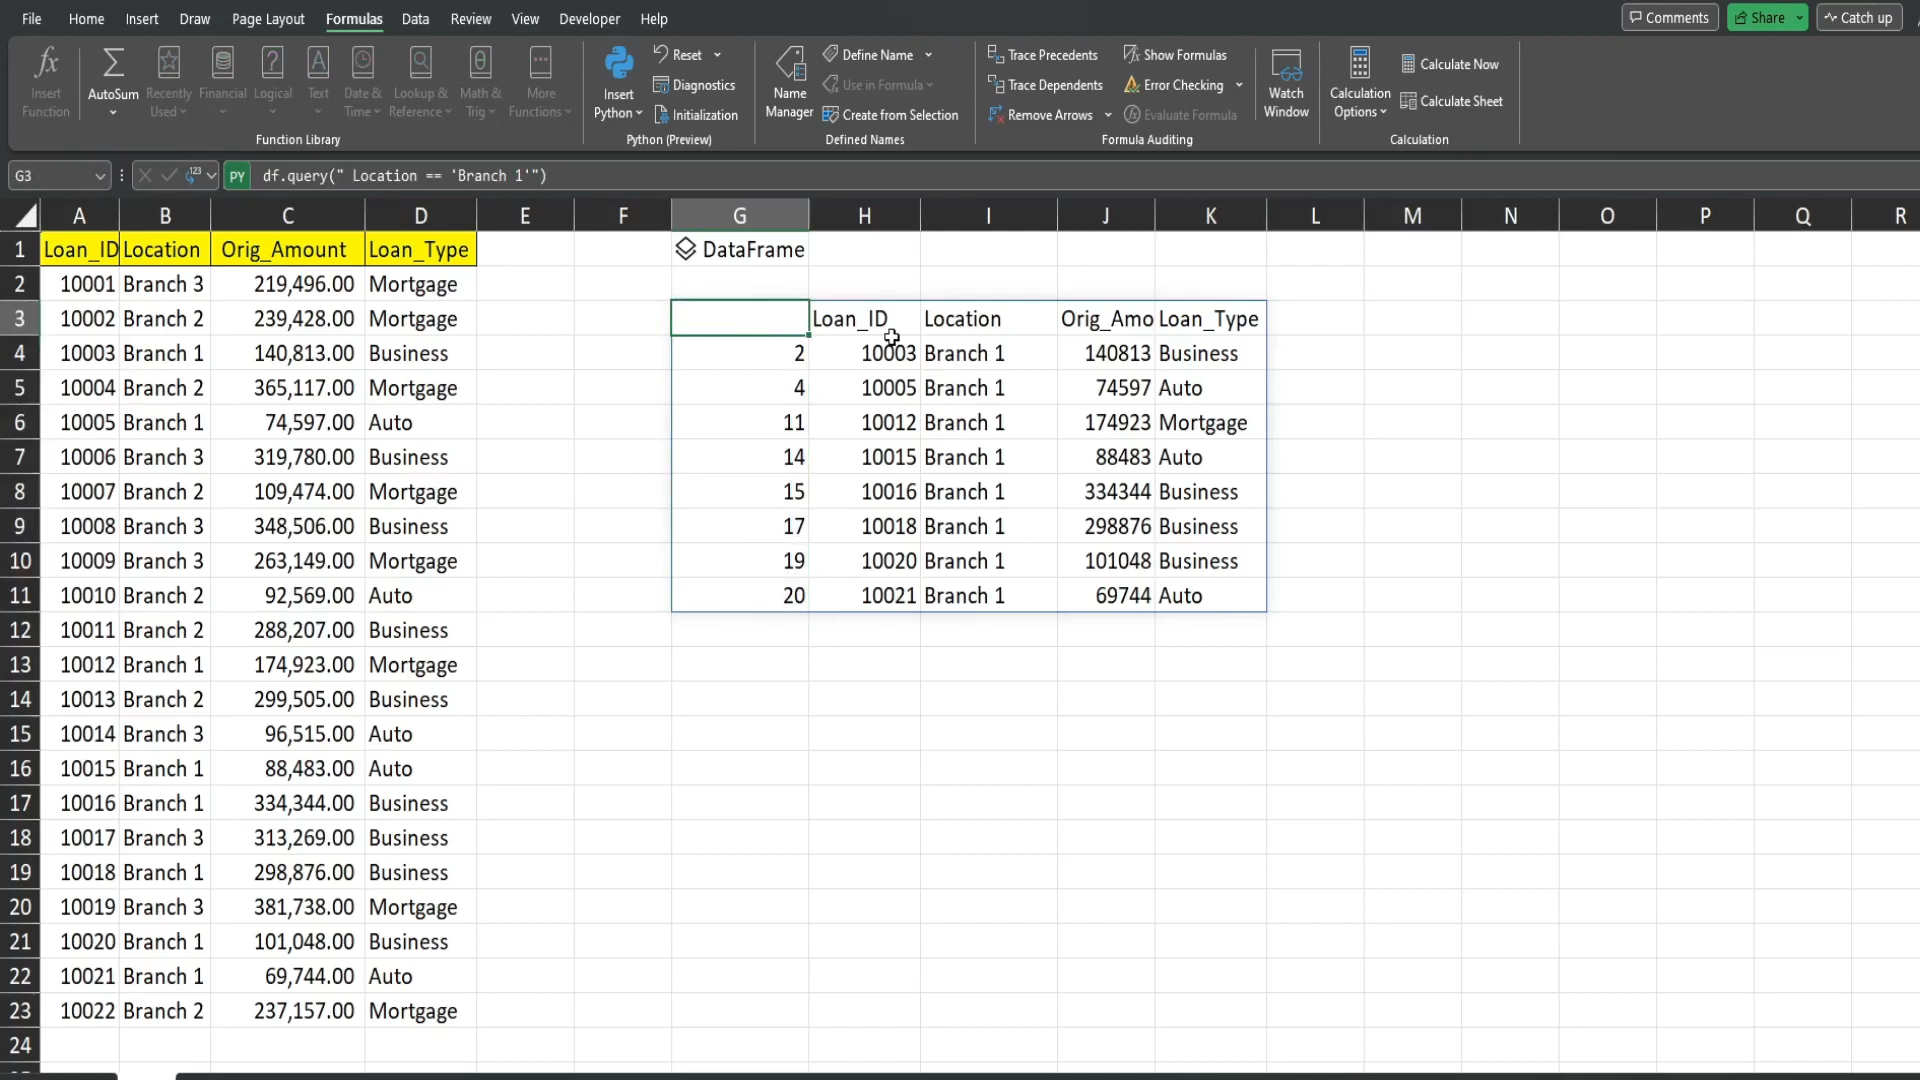 File Home Insert Draw Page Layout Formulas Data Review View Developer Help Comments Share Catch up
fx Insert Function
AutoSum
Recently Used
Financial
Logical
Text
Date & Time
Lookup & Reference
Math & Trig
More Functions
Function Library
Insert Python
Reset
Diagnostics
Initialization
Python (Preview)
Name Manager
Define Name
Use in Formula
Create from Selection
Defined Names
Trace Precedents
Trace Dependents
Remove Arrows
Show Formulas
Error Checking
Evaluate Formula
Formula Auditing
Watch Window
Calculation Options
Calculate Now
Calculate Sheet
Calculation
G3 PY df.query(" Location == 'Branch 1'")
A B C D E F G H I J K L M N O P Q R
1 Loan_ID Location Orig_Amount Loan_Type DataFrame
2 10001 Branch 3 219,496.00 Mortgage
3 10002 Branch 2 239,428.00 Mortgage Loan_ID Location Orig_Amo Loan_Type
4 10003 Branch 1 140,813.00 Business 2 10003 Branch 1 140813 Business
5 10004 Branch 2 365,117.00 Mortgage 4 10005 Branch 1 74597 Auto
6 10005 Branch 1 74,597.00 Auto 11 10012 Branch 1 174923 Mortgage
7 10006 Branch 3 319,780.00 Business 14 10015 Branch 1 88483 Auto
8 10007 Branch 2 109,474.00 Mortgage 15 10016 Branch 1 334344 Business
9 10008 Branch 3 348,506.00 Business 17 10018 Branch 1 298876 Business
10 10009 Branch 3 263,149.00 Mortgage 19 10020 Branch 1 101048 Business
11 10010 Branch 2 92,569.00 Auto 20 10021 Branch 1 69744 Auto
12 10011 Branch 2 288,207.00 Business
13 10012 Branch 1 174,923.00 Mortgage
14 10013 Branch 2 299,505.00 Business
15 10014 Branch 3 96,515.00 Auto
16 10015 Branch 1 88,483.00 Auto
17 10016 Branch 1 334,344.00 Business
18 10017 Branch 3 313,269.00 Business
19 10018 Branch 1 298,876.00 Business
20 10019 Branch 3 381,738.00 Mortgage
21 10020 Branch 1 101,048.00 Business
22 10021 Branch 1 69,744.00 Auto
23 10022 Branch 2 237,157.00 Mortgage
24